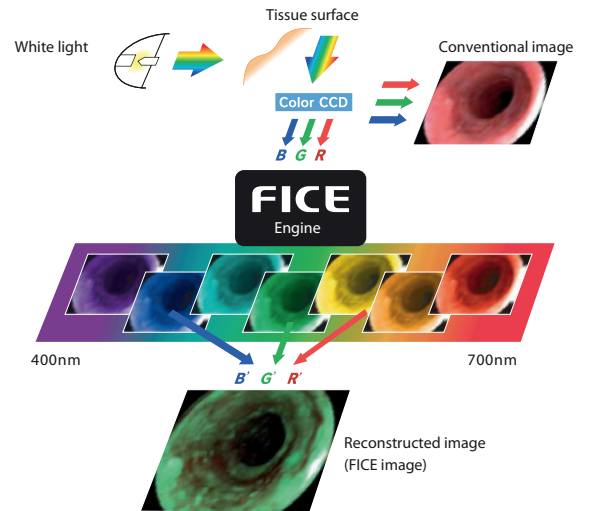 Tissue surface
White light
Conventional image
Color CCD
B G R
FICE
Engine
400nm
700nm
B' G' R'
Reconstructed image
(FICE image)